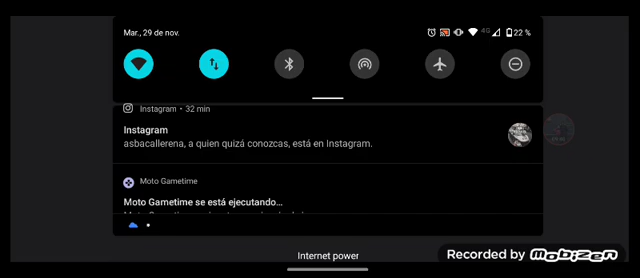 Mar., 29 de nov.
4G
22 %
Instagram • 32 min
Instagram
asbacallerena, a quien quizá conozcas, está en Instagram.
Moto Gametime
Moto Gametime se está ejecutando…
Internet power
Recorded by mobizen